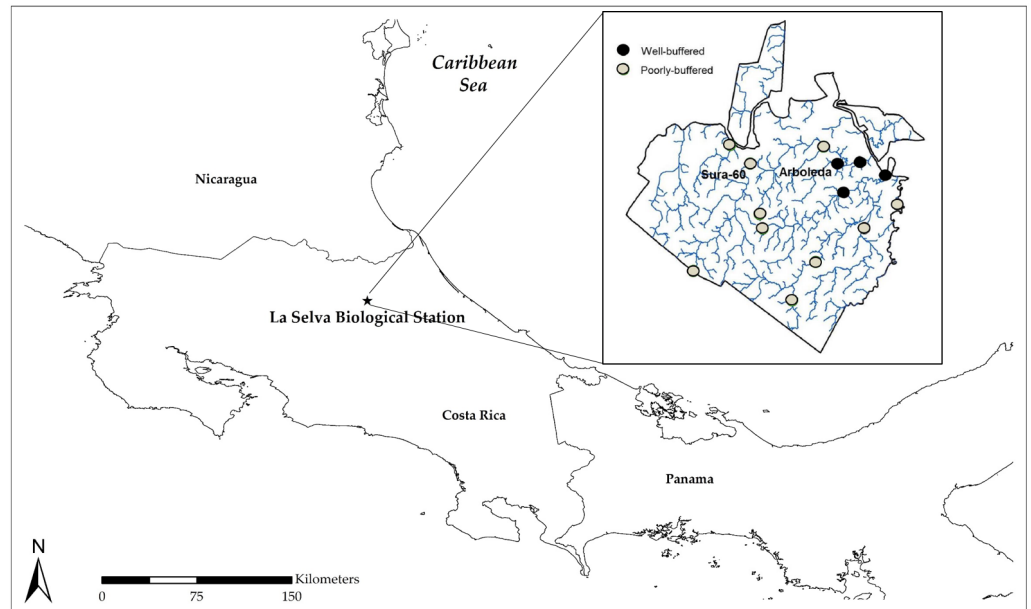 Caribbean
Sea
Well-buffered
Poorly-buffered
Sura-60
Arboleda
Nicaragua
La Selva Biological Station
Costa Rica
Panama
N
Kilometers
0 75 150